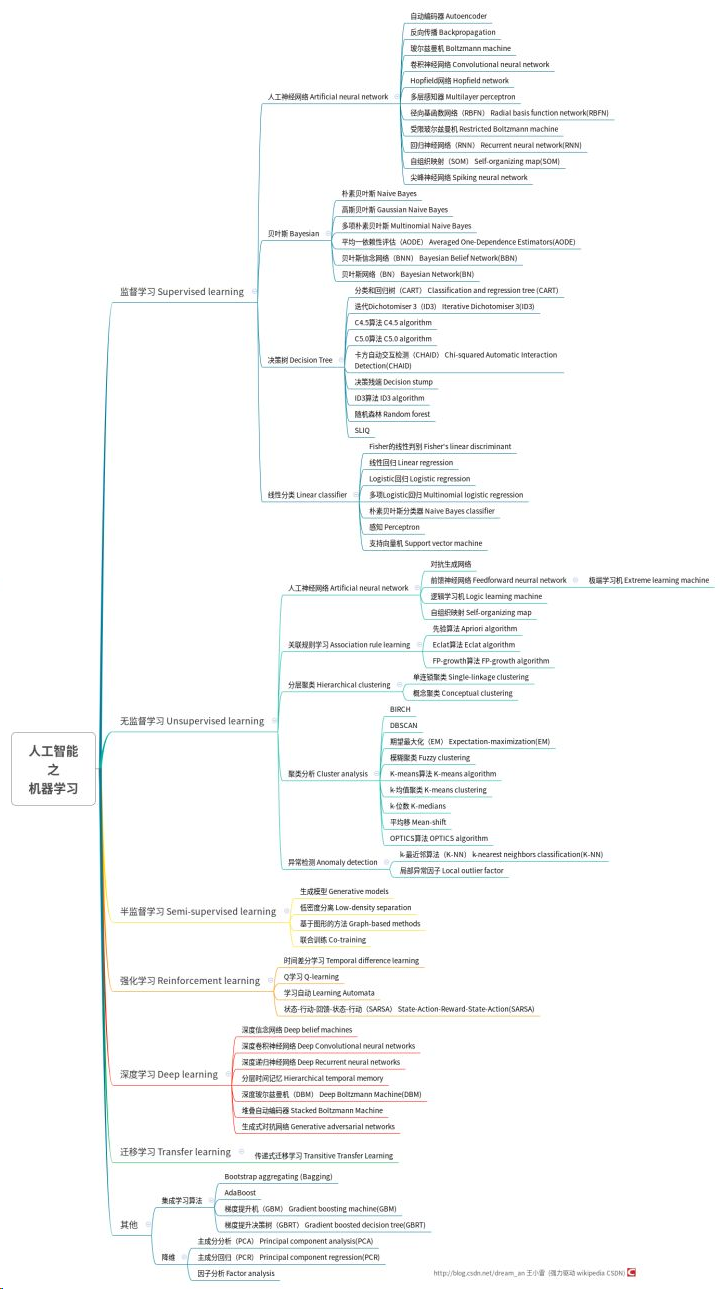 自动编码器 Autoencoder
反向传播 Backpropagation
玻尔兹曼机 Boltzmann machine
卷积神经网络 Convolutional neural network
Hopfield网络 Hopfield network
人工神经网络 Artificial neural network
多层感知器 Multilayer perceptron
径向基函数网络（RBFN） Radial basis function network(RBFN)
受限玻尔兹曼机 Restricted Boltzmann machine
回归神经网络（RNN） Recurrent neural network(RNN)
自组织映射（SOM） Self-organizing map(SOM)
尖峰神经网络 Spiking neural network
朴素贝叶斯 Naive Bayes
高斯贝叶斯 Gaussian Naive Bayes
多项朴素贝叶斯 Multinomial Naive Bayes
贝叶斯 Bayesian
平均一依赖性评估（AODE） Averaged One-Dependence Estimators(AODE)
贝叶斯信念网络（BNN） Bayesian Belief Network(BBN)
贝叶斯网络（BN） Bayesian Network(BN)
监督学习 Supervised learning
分类和回归树（CART） Classification and regression tree (CART)
迭代Dichotomiser 3（ID3） Iterative Dichotomiser 3(ID3)
C4.5算法 C4.5 algorithm
C5.0算法 C5.0 algorithm
卡方自动交互检测（CHAID） Chi-squared Automatic Interaction
Detection(CHAID)
决策树 Decision Tree
决策残端 Decision stump
ID3算法 ID3 algorithm
随机森林 Random forest
SLIQ
Fisher的线性判别 Fisher's linear discriminant
线性回归 Linear regression
Logistic回归 Logistic regression
线性分类 Linear classifier
多项Logistic回归 Multinomial logistic regression
朴素贝叶斯分类器 Naive Bayes classifier
感知 Perceptron
支持向量机 Support vector machine
对抗生成网络
人工神经网络 Artificial neural network
前馈神经网络 Feedforward neurral network
极端学习机 Extreme learning machine
逻辑学习机 Logic learning machine
自组织映射 Self-organizing map
先验算法 Apriori algorithm
关联规则学习 Association rule learning
Eclat算法 Eclat algorithm
FP-growth算法 FP-growth algorithm
分层聚类 Hierarchical clustering
单连锁聚类 Single-linkage clustering
概念聚类 Conceptual clustering
无监督学习 Unsupervised learning
BIRCH
DBSCAN
期望最大化（EM） Expectation-maximization(EM)
模糊聚类 Fuzzy clustering
聚类分析 Cluster analysis
K-means算法 K-means algorithm
k-均值聚类 K-means clustering
k-位数 K-medians
平均移 Mean-shift
OPTICS算法 OPTICS algorithm
异常检测 Anomaly detection
k-最近邻算法（K-NN） k-nearest neighbors classification(K-NN)
局部异常因子 Local outlier factor
人工智能
之
机器学习
生成模型 Generative models
半监督学习 Semi-supervised learning
低密度分离 Low-density separation
基于图形的方法 Graph-based methods
联合训练 Co-training
时间差分学习 Temporal difference learning
强化学习 Reinforcement learning
Q学习 Q-learning
学习自动 Learning Automata
状态-行动-回馈-状态-行动（SARSA） State-Action-Reward-State-Action(SARSA)
深度信念网络 Deep belief machines
深度卷积神经网络 Deep Convolutional neural networks
深度递归神经网络 Deep Recurrent neural networks
深度学习 Deep learning
分层时间记忆 Hierarchical temporal memory
深度玻尔兹曼机（DBM） Deep Boltzmann Machine(DBM)
堆叠自动编码器 Stacked Boltzmann Machine
生成式对抗网络 Generative adversarial networks
迁移学习 Transfer learning
传递式迁移学习 Transitive Transfer Learning
其他
集成学习算法
Bootstrap aggregating (Bagging)
AdaBoost
梯度提升机（GBM） Gradient boosting machine(GBM)
梯度提升决策树（GBRT） Gradient boosted decision tree(GBRT)
降维
主成分分析（PCA） Principal component analysis(PCA)
主成分回归（PCR） Principal component regression(PCR)
因子分析 Factor analysis
http://blog.csdn.net/dream_an 王小雷（强力驱动 wikipedia CSDN）